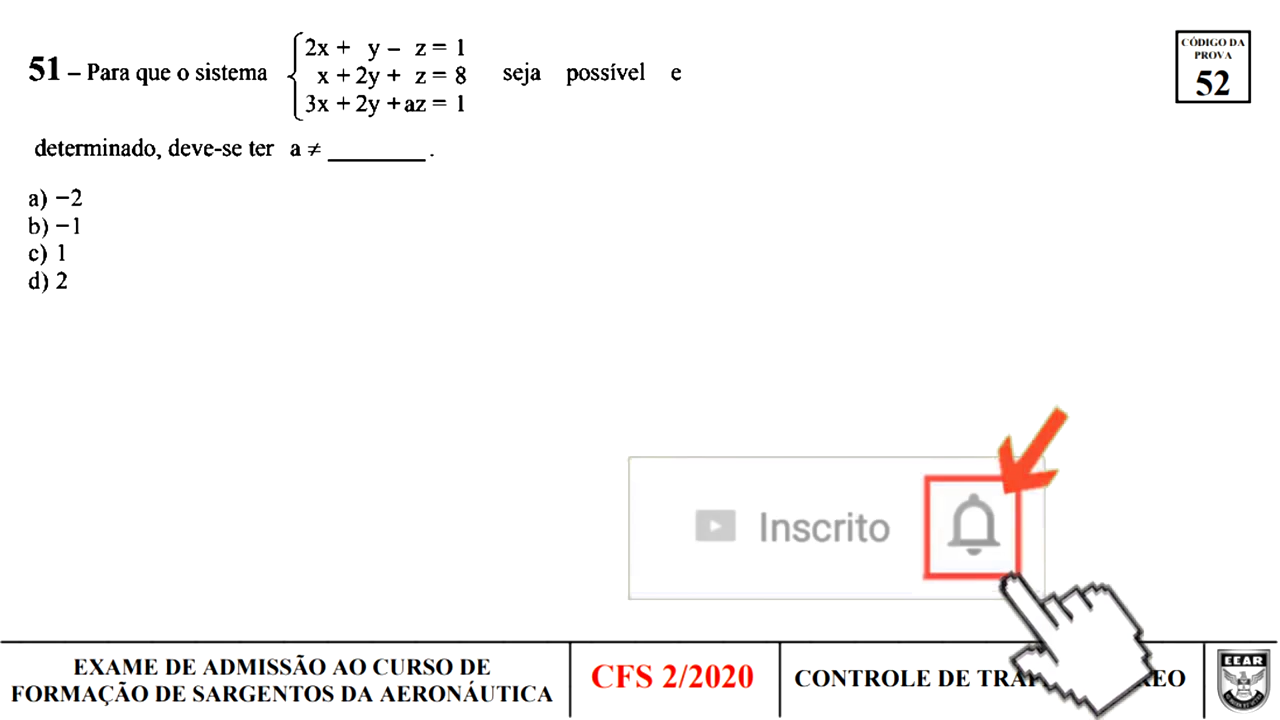 2x + y – z = 1
51 – Para que o sistema x + 2y + z = 8 seja possível e
3x + 2y + az = 1
determinado, deve-se ter a ≠ ________ .
a) –2
b) –1
c) 1
d) 2
CÓDIGO DA
PROVA
52
Inscrito
EXAME DE ADMISSÃO AO CURSO DE
FORMAÇÃO DE SARGENTOS DA AERONÁUTICA
CFS 2/2020
CONTROLE DE
EEAR